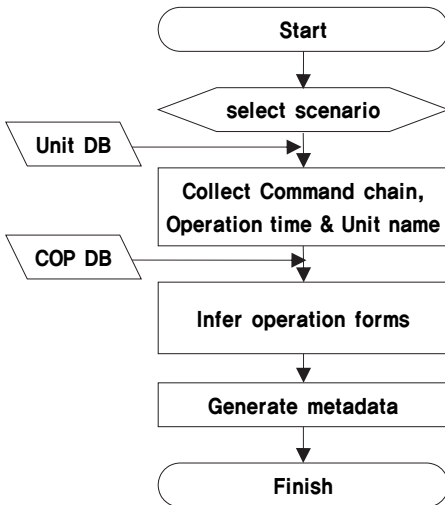 Start
select scenario
Unit DB
Collect Command chain,
Operation time & Unit name
COP DB
Infer operation forms
Generate metadata
Finish